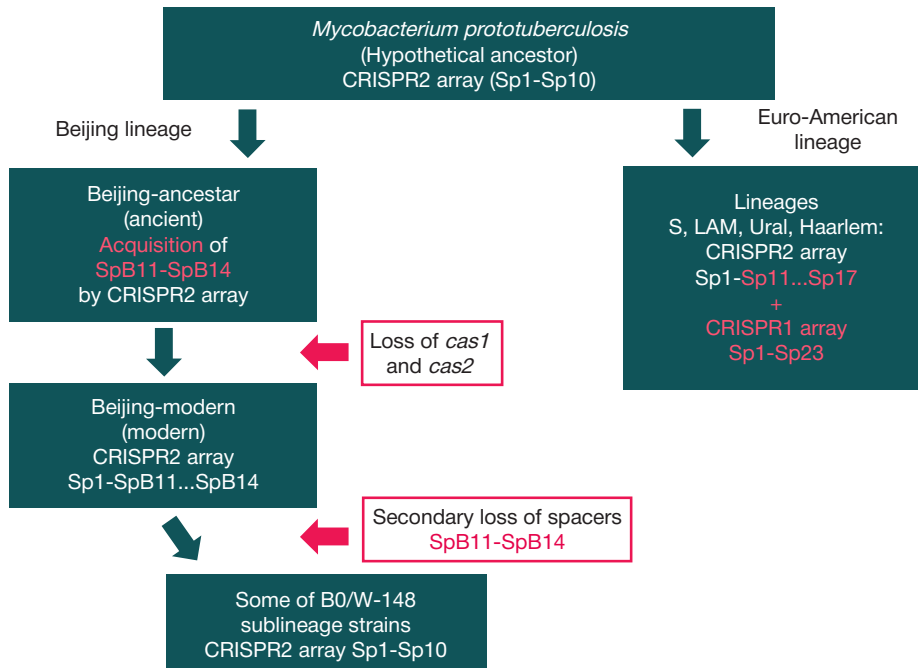 Mycobacterium prototuberculosis
(Hypothetical ancestor)
CRISPR2 array (Sp1-Sp10)
Beijing lineage
Euro-American
lineage
Beijing-ancestar
(ancient)
Acquisition of
SpB11-SpB14
by CRISPR2 array
Lineages
S, LAM, Ural, Haarlem:
CRISPR2 array
Sp1-Sp11...Sp17
+
CRISPR1 array
Sp1-Sp23
Loss of cas1
and cas2
Beijing-modern
(modern)
CRISPR2 array
Sp1-SpB11...SpB14
Secondary loss of spacers
SpB11-SpB14
Some of B0/W-148
sublineage strains
CRISPR2 array Sp1-Sp10